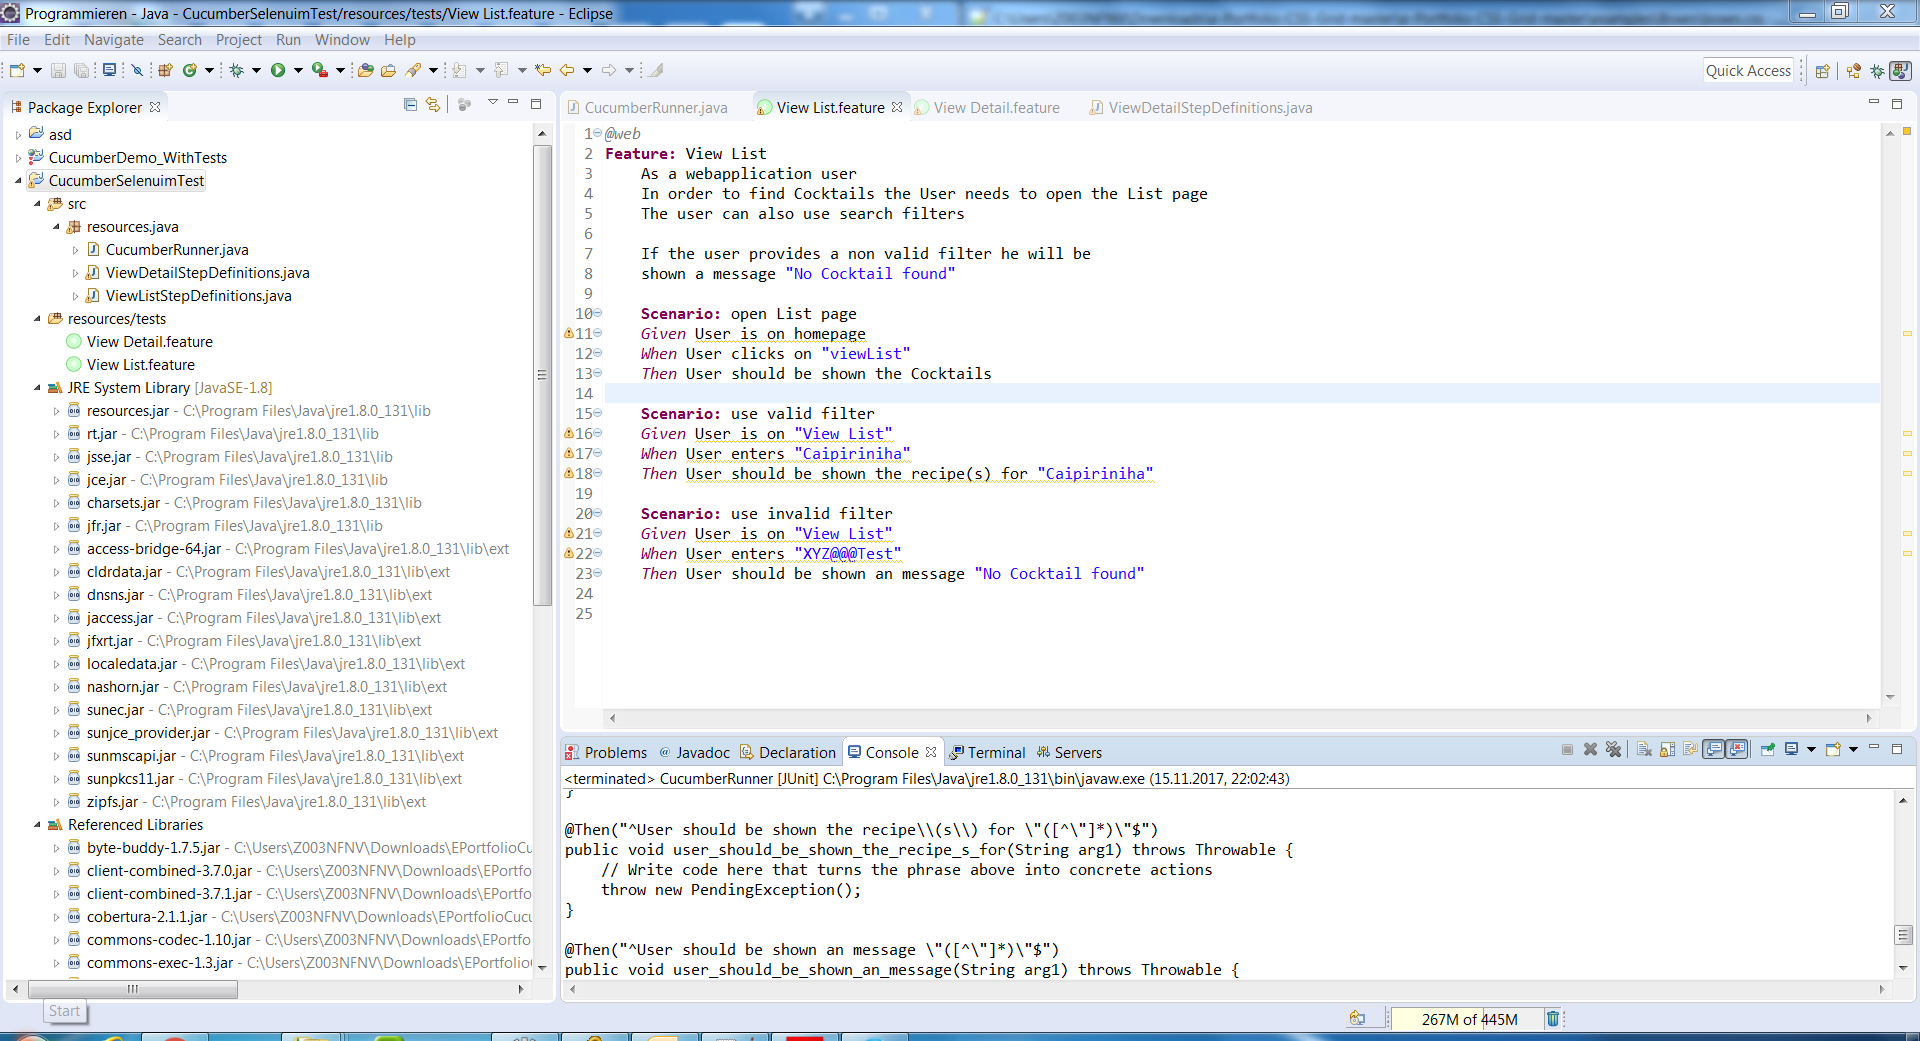 Programmieren - Java - CucumberSelenuimTest/resources/tests/View List.feature - Eclipse
File Edit Navigate Search Project Run Window Help
Quick Access
Package Explorer
asd
CucumberDemo_WithTests
CucumberSelenuimTest
src
resources.java
CucumberRunner.java
ViewDetailStepDefinitions.java
ViewListStepDefinitions.java
resources/tests
View Detail.feature
View List.feature
JRE System Library [JavaSE-1.8]
resources.jar - C:\Program Files\Java\jre1.8.0_131\lib
rt.jar - C:\Program Files\Java\jre1.8.0_131\lib
jsse.jar - C:\Program Files\Java\jre1.8.0_131\lib
jce.jar - C:\Program Files\Java\jre1.8.0_131\lib
charsets.jar - C:\Program Files\Java\jre1.8.0_131\lib
jfr.jar - C:\Program Files\Java\jre1.8.0_131\lib
access-bridge-64.jar - C:\Program Files\Java\jre1.8.0_131\lib\ext
cldrdata.jar - C:\Program Files\Java\jre1.8.0_131\lib\ext
dnsns.jar - C:\Program Files\Java\jre1.8.0_131\lib\ext
jaccess.jar - C:\Program Files\Java\jre1.8.0_131\lib\ext
jfxrt.jar - C:\Program Files\Java\jre1.8.0_131\lib\ext
localedata.jar - C:\Program Files\Java\jre1.8.0_131\lib\ext
nashorn.jar - C:\Program Files\Java\jre1.8.0_131\lib\ext
sunec.jar - C:\Program Files\Java\jre1.8.0_131\lib\ext
sunjce_provider.jar - C:\Program Files\Java\jre1.8.0_131\lib\ext
sunmscapi.jar - C:\Program Files\Java\jre1.8.0_131\lib\ext
sunpkcs11.jar - C:\Program Files\Java\jre1.8.0_131\lib\ext
zipfs.jar - C:\Program Files\Java\jre1.8.0_131\lib\ext
Referenced Libraries
byte-buddy-1.7.5.jar - C:\Users\Z003NFNV\Downloads\EPortfolioCu
client-combined-3.7.0.jar - C:\Users\Z003NFNV\Downloads\EPortfo
client-combined-3.7.1.jar - C:\Users\Z003NFNV\Downloads\EPortfo
cobertura-2.1.1.jar - C:\Users\Z003NFNV\Downloads\EPortfolioCuc
commons-codec-1.10.jar - C:\Users\Z003NFNV\Downloads\EPortfo
commons-exec-1.3.jar - C:\Users\Z003NFNV\Downloads\EPortfolio
Start
CucumberRunner.java View List.feature View Detail.feature ViewDetailStepDefinitions.java
1 @web
2 Feature: View List
3 As a webapplication user
4 In order to find Cocktails the User needs to open the List page
5 The user can also use search filters
6
7 If the user provides a non valid filter he will be
8 shown a message "No Cocktail found"
9
10 Scenario: open List page
11 Given User is on homepage
12 When User clicks on "viewList"
13 Then User should be shown the Cocktails
14
15 Scenario: use valid filter
16 Given User is on "View List"
17 When User enters "Caipiriniha"
18 Then User should be shown the recipe(s) for "Caipiriniha"
19
20 Scenario: use invalid filter
21 Given User is on "View List"
22 When User enters "XYZ@@@Test"
23 Then User should be shown an message "No Cocktail found"
24
25
Problems Javadoc Declaration Console Terminal Servers
<terminated> CucumberRunner [JUnit] C:\Program Files\Java\jre1.8.0_131\bin\javaw.exe (15.11.2017, 22:02:43)
}
@Then("^User should be shown the recipe\\(s\\) for \"([^\"]*)\"$")
public void user_should_be_shown_the_recipe_s_for(String arg1) throws Throwable {
// Write code here that turns the phrase above into concrete actions
throw new PendingException();
}
@Then("^User should be shown an message \"([^\"]*)\"$")
public void user_should_be_shown_an_message(String arg1) throws Throwable {
267M of 445M